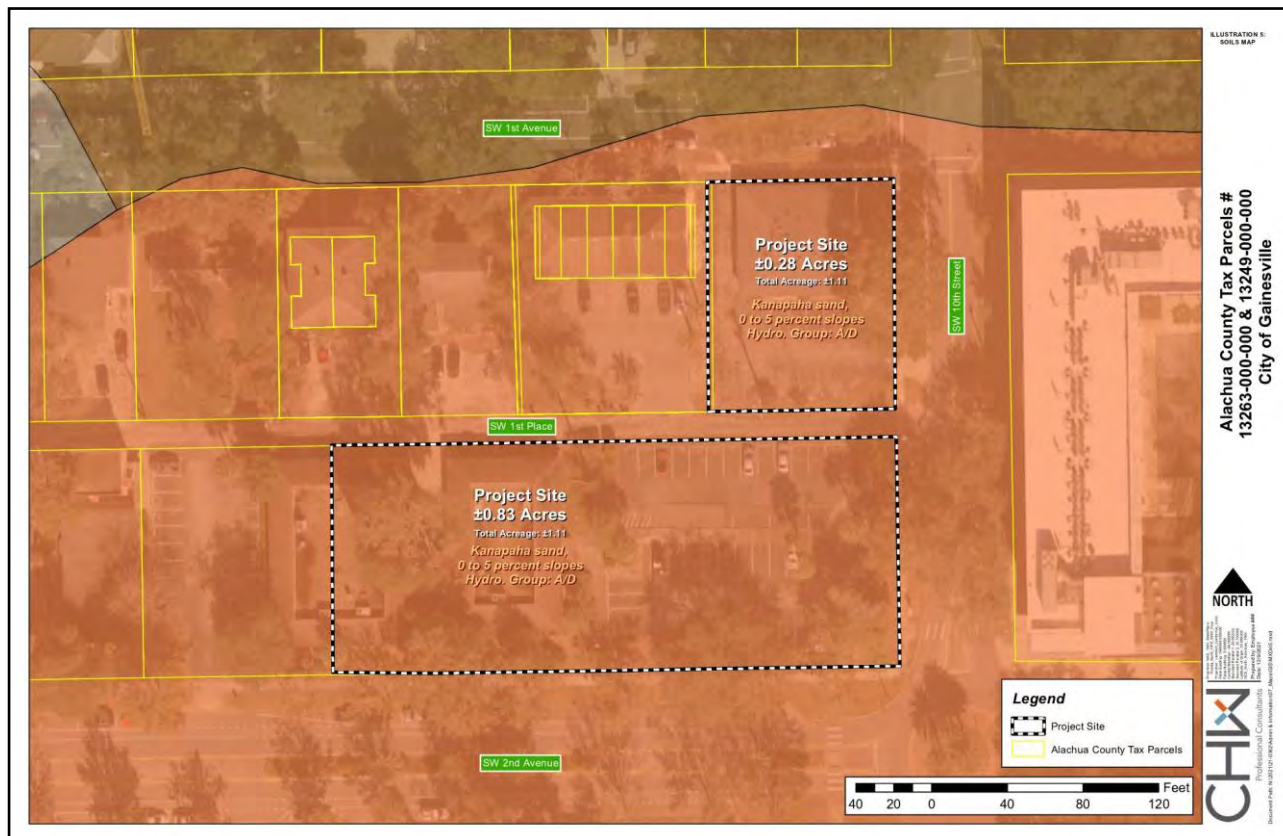 ILLUSTRATION 5:
SOILS MAP
SW 1st Avenue
Project Site
±0.28 Acres
Total Acreage: ±1.11
Kanapaha sand,
0 to 5 percent slopes
Hydro. Group: A/D
SW 10th Street
SW 1st Place
Project Site
±0.83 Acres
Total Acreage: ±1.11
Kanapaha sand,
0 to 5 percent slopes
Hydro. Group: A/D
SW 2nd Avenue
Legend
Project Site
Alachua County Tax Parcels
Feet
40 20 0 40 80 120
Alachua County Tax Parcels #
13263-000-000 & 13249-000-000
City of Gainesville
NORTH
CHW
Professional Consultants